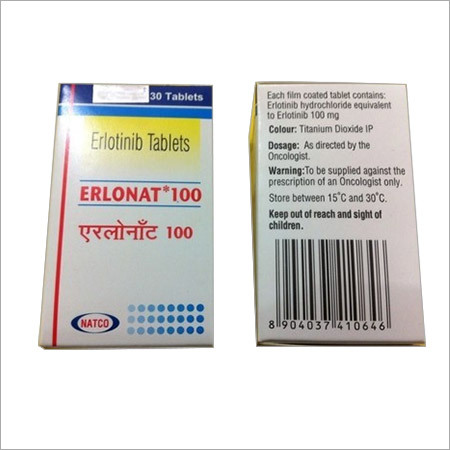 30 Tablets
Erlotinib Tablets
ERLONAT* 100
एरलोनाँट 100
NATCO
Each film coated tablet contains:
Erlotinib hydrochloride equivalent
to Erlotinib 100 mg
Colour: Titanium Dioxide IP
Dosage: As directed by the
Oncologist.
Warning:To be supplied against the
prescription of an Oncologist only.
Store between 15°C and 30°C.
Keep out of reach and sight of
children.
8 904037 410646